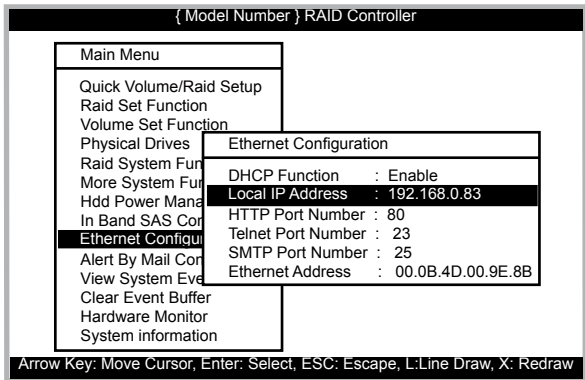 { Model Number } RAID Controller
Main Menu
Quick Volume/Raid Setup
Raid Set Function
Volume Set Function
Physical Drives
Raid System Fun
More System Fun
Hdd Power Mana
In Band SAS Con
Ethernet Configur
Alert By Mail Con
View System Eve
Clear Event Buffer
Hardware Monitor
System information
Ethernet Configuration
DHCP Function : Enable
Local IP Address : 192.168.0.83
HTTP Port Number : 80
Telnet Port Number : 23
SMTP Port Number : 25
Ethernet Address : 00.0B.4D.00.9E.8B
Arrow Key: Move Cursor, Enter: Select, ESC: Escape, L:Line Draw, X: Redraw